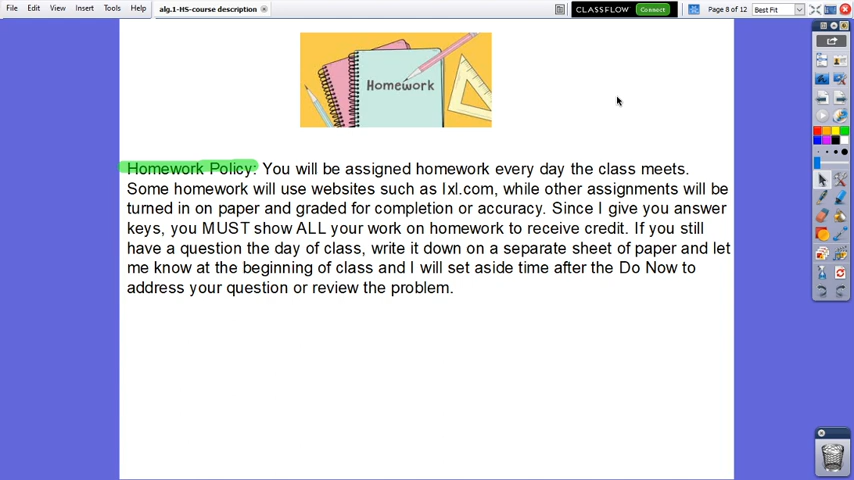 File Edit View Insert Tools Help
alg.1-HS-course description
CLASSFLOW Connect
Page 8 of 12
Best Fit
Homework
Homework Policy: You will be assigned homework every day the class meets.
Some homework will use websites such as Ixl.com, while other assignments will be
turned in on paper and graded for completion or accuracy. Since I give you answer
keys, you MUST show ALL your work on homework to receive credit. If you still
have a question the day of class, write it down on a separate sheet of paper and let
me know at the beginning of class and I will set aside time after the Do Now to
address your question or review the problem.